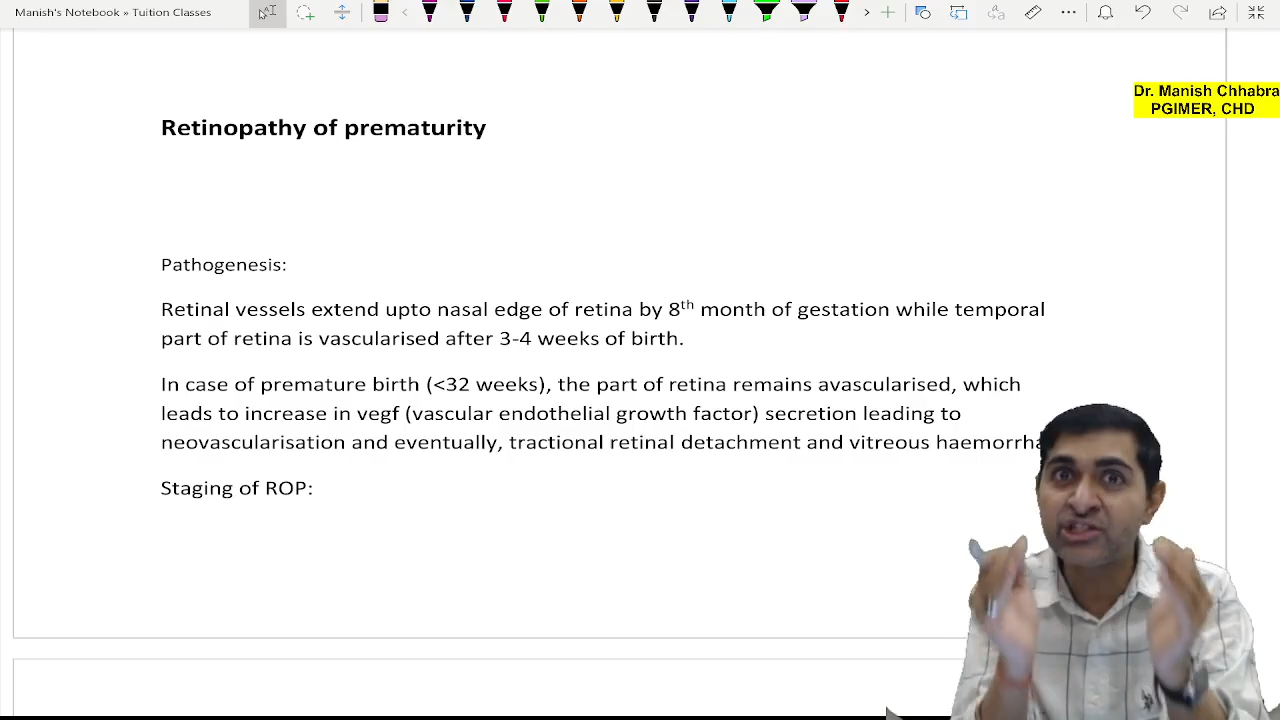 Manish's Notebook » Tuition Classes
Dr. Manish Chhabra
PGIMER, CHD
Retinopathy of prematurity
Pathogenesis:
Retinal vessels extend upto nasal edge of retina by 8th month of gestation while temporal
part of retina is vascularised after 3-4 weeks of birth.
In case of premature birth (<32 weeks), the part of retina remains avascularised, which
leads to increase in vegf (vascular endothelial growth factor) secretion leading to
neovascularisation and eventually, tractional retinal detachment and vitreous
Staging of ROP: